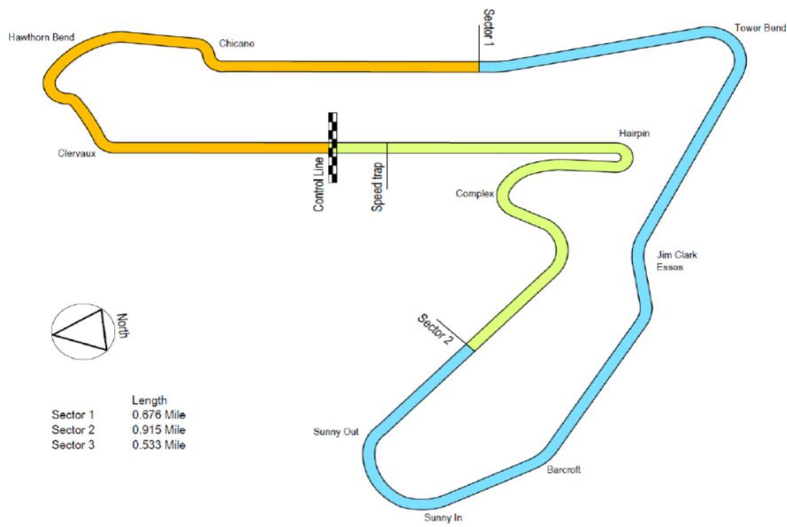 Sector 1
Tower Bend
Hawthorn Bend
Chicane
Hairpin
Clervaux
Control Line
Speed trap
Complex
Jim Clark
Esses
North
Sector 2
Length
Sector 1 0.676 Mile
Sector 2 0.915 Mile
Sector 3 0.533 Mile
Sunny Out
Barcroft
Sunny In